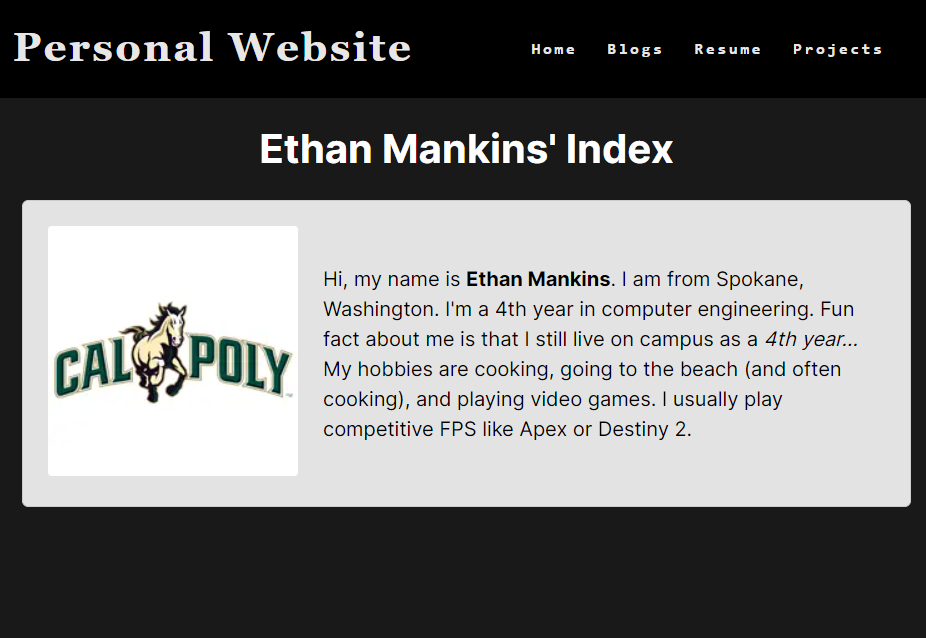 Personal Website
Home Blogs Resume Projects
Ethan Mankins' Index
CAL POLY
Hi, my name is Ethan Mankins. I am from Spokane,
Washington. I'm a 4th year in computer engineering. Fun
fact about me is that I still live on campus as a 4th year...
My hobbies are cooking, going to the beach (and often
cooking), and playing video games. I usually play
competitive FPS like Apex or Destiny 2.